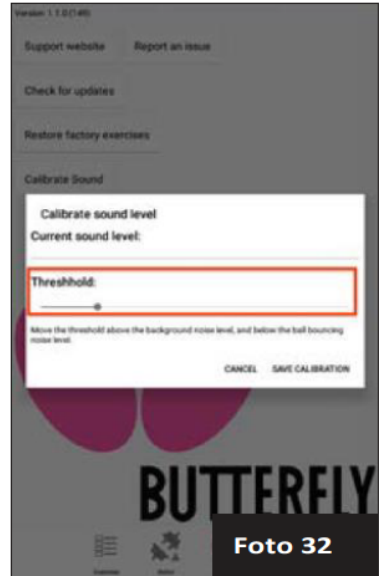 Version 1.1.0 (145)
Support website Report an issue
Check for updates
Restore factory exercises
Calibrate Sound
Calibrate sound level
Current sound level:
Threshhold:
Move the threshold above the background noise level, and below the ball bouncing
noise level.
CANCEL SAVE CALIBRATION
BUTTERFLY
Foto 32